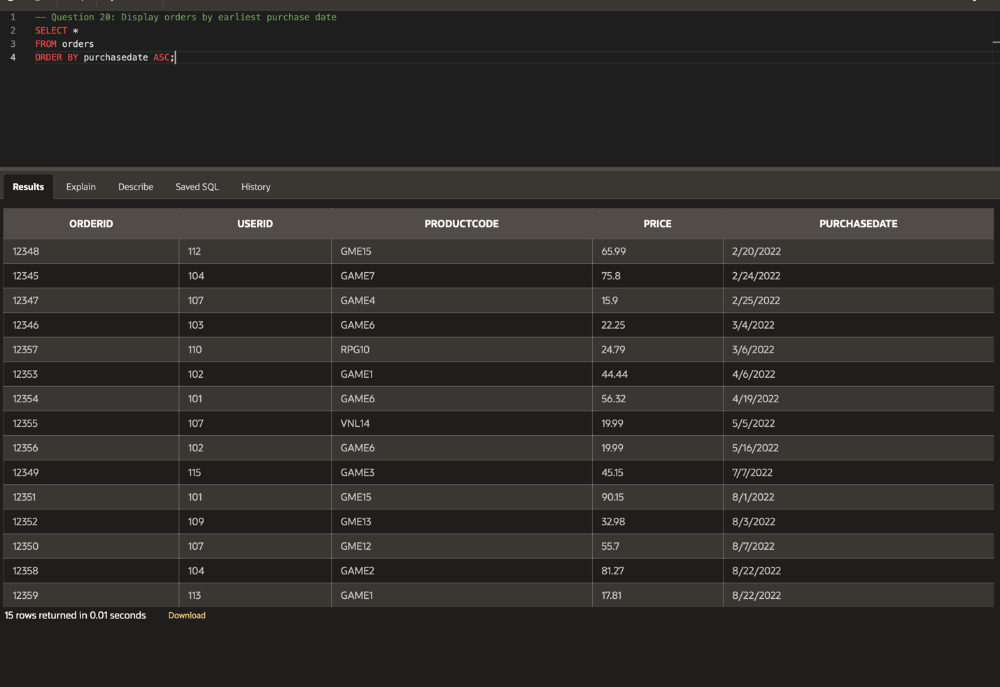 1 -- Question 20: Display orders by earliest purchase date
2 SELECT *
3 FROM orders
4 ORDER BY purchasedate ASC;
Results Explain Describe Saved SQL History
ORDERID USERID PRODUCTCODE PRICE PURCHASEDATE
12348 112 GME15 65.99 2/20/2022
12345 104 GAME7 75.8 2/24/2022
12347 107 GAME4 15.9 2/25/2022
12346 103 GAME6 22.25 3/4/2022
12357 110 RPG10 24.79 3/6/2022
12353 102 GAME1 44.44 4/6/2022
12354 101 GAME6 56.32 4/19/2022
12355 107 VNL14 19.99 5/5/2022
12356 102 GAME6 19.99 5/16/2022
12349 115 GAME3 45.15 7/7/2022
12351 101 GME15 90.15 8/1/2022
12352 109 GME13 32.98 8/3/2022
12350 107 GME12 55.7 8/7/2022
12358 104 GAME2 81.27 8/22/2022
12359 113 GAME1 17.81 8/22/2022
15 rows returned in 0.01 seconds Download